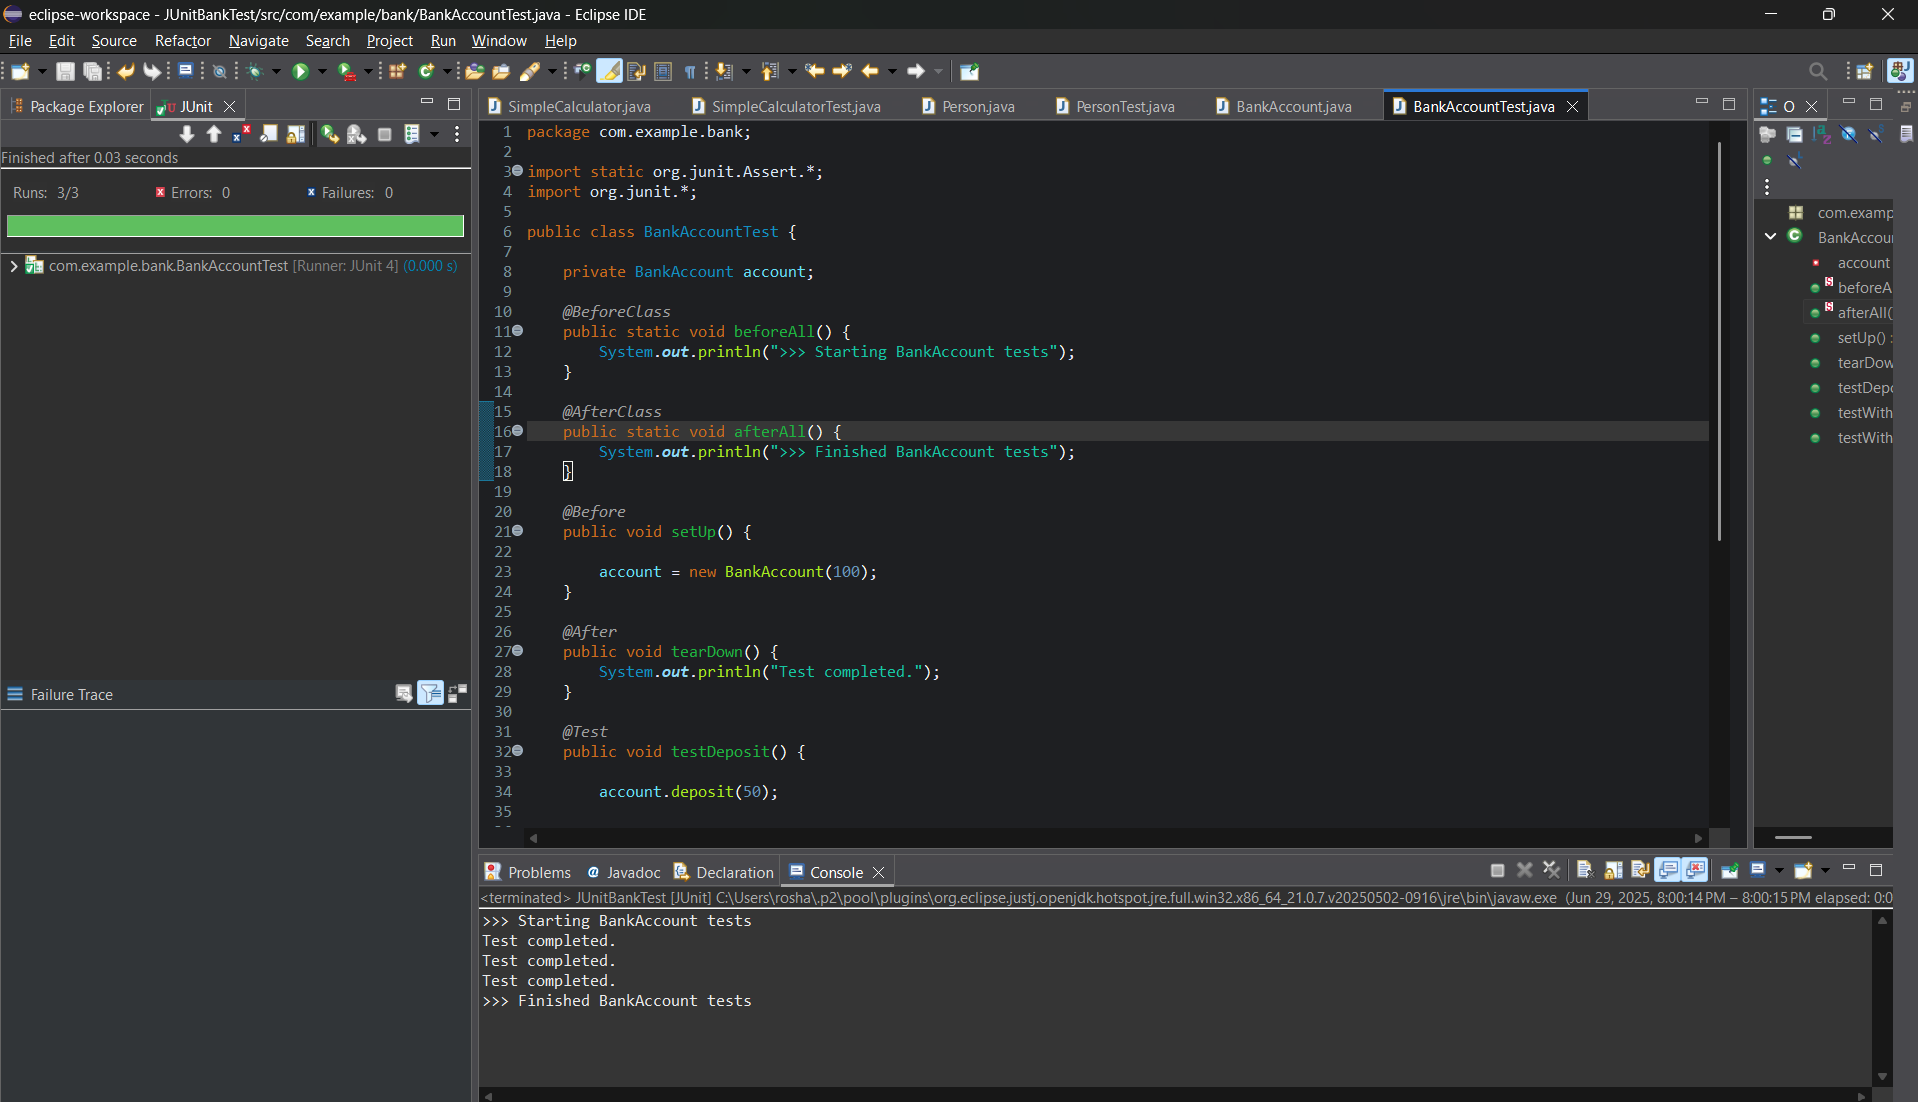 eclipse-workspace - JUnitBankTest/src/com/example/bank/BankAccountTest.java - Eclipse IDE
File Edit Source Refactor Navigate Search Project Run Window Help
Package Explorer JUnit
Finished after 0.03 seconds
Runs: 3/3 Errors: 0 Failures: 0
com.example.bank.BankAccountTest [Runner: JUnit 4] (0.000 s)
Failure Trace
SimpleCalculator.java SimpleCalculatorTest.java Person.java PersonTest.java BankAccount.java BankAccountTest.java
1 package com.example.bank;
2
3 import static org.junit.Assert.*;
4 import org.junit.*;
5
6 public class BankAccountTest {
7
8 private BankAccount account;
9
10 @BeforeClass
11 public static void beforeAll() {
12 System.out.println(">>> Starting BankAccount tests");
13 }
14
15 @AfterClass
16 public static void afterAll() {
17 System.out.println(">>> Finished BankAccount tests");
18 }
19
20 @Before
21 public void setUp() {
22
23 account = new BankAccount(100);
24 }
25
26 @After
27 public void tearDown() {
28 System.out.println("Test completed.");
29 }
30
31 @Test
32 public void testDeposit() {
33
34 account.deposit(50);
35
O
com.examp
BankAccou
account
beforeA
afterAll(
setUp() :
tearDow
testDepo
testWith
testWith
Problems Javadoc Declaration Console
<terminated> JUnitBankTest [JUnit] C:\Users\rosha\.p2\pool\plugins\org.eclipse.justj.openjdk.hotspot.jre.full.win32.x86_64_21.0.7.v20250502-0916\jre\bin\javaw.exe (Jun 29, 2025, 8:00:14 PM – 8:00:15 PM elapsed: 0:0
>>> Starting BankAccount tests
Test completed.
Test completed.
Test completed.
>>> Finished BankAccount tests